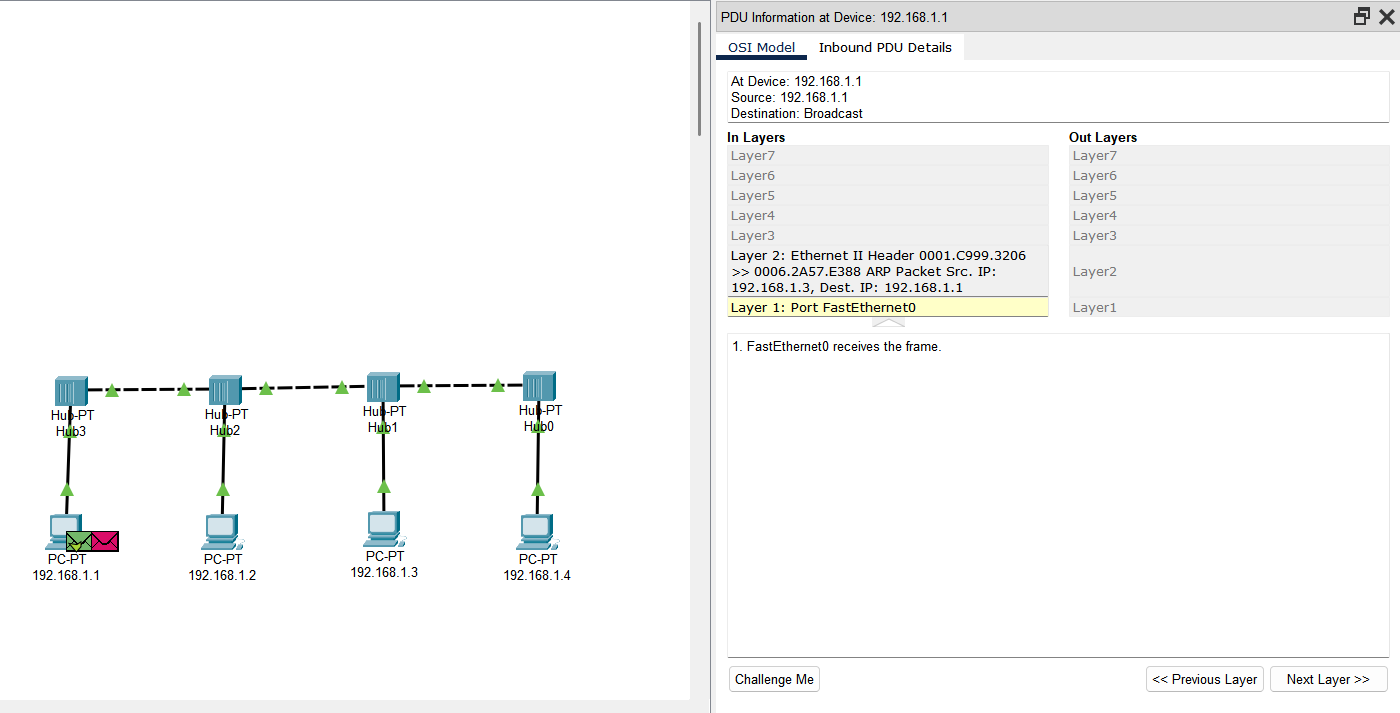 PDU Information at Device: 192.168.1.1
OSI Model
Inbound PDU Details
At Device: 192.168.1.1
Source: 192.168.1.1
Destination: Broadcast
In Layers
Layer7
Layer6
Layer5
Layer4
Layer3
Layer 2: Ethernet II Header 0001.C999.3206
>> 0006.2A57.E388 ARP Packet Src. IP:
192.168.1.3, Dest. IP: 192.168.1.1
Layer 1: Port FastEthernet0
Out Layers
Layer7
Layer6
Layer5
Layer4
Layer3
Layer2
Layer1
1. FastEthernet0 receives the frame.
Challenge Me
<< Previous Layer
Next Layer >>
Hub-PT
Hub3
Hub-PT
Hub2
Hub-PT
Hub1
Hub-PT
Hub0
PC-PT
192.168.1.1
PC-PT
192.168.1.2
PC-PT
192.168.1.3
PC-PT
192.168.1.4